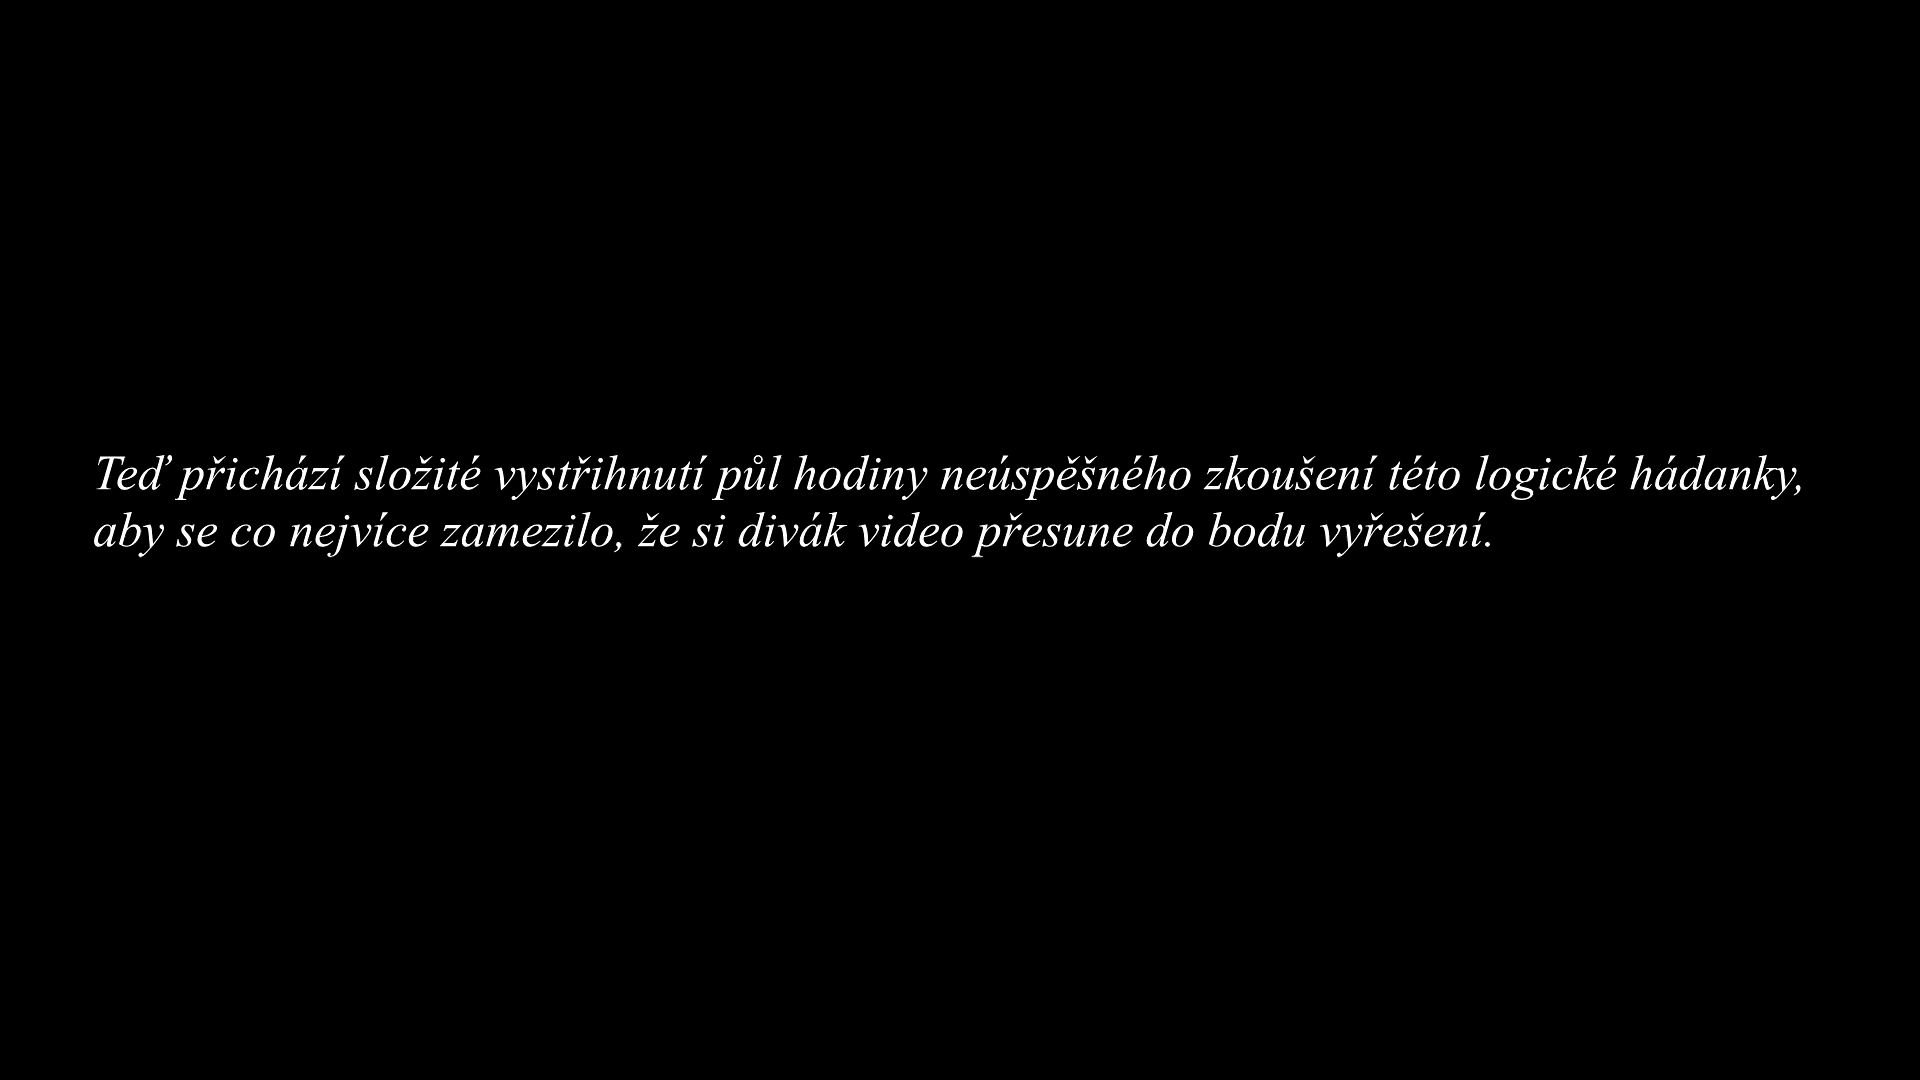 Teď přichází složité vystřihnutí půl hodiny neúspěšného zkoušení této logické hádanky,
aby se co nejvíce zamezilo, že si divák video přesune do bodu vyřešení.